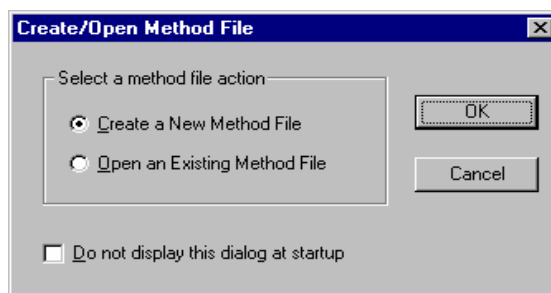 Create/Open Method File
Select a method file action
Create a New Method File
Open an Existing Method File
OK
Cancel
Do not display this dialog at startup